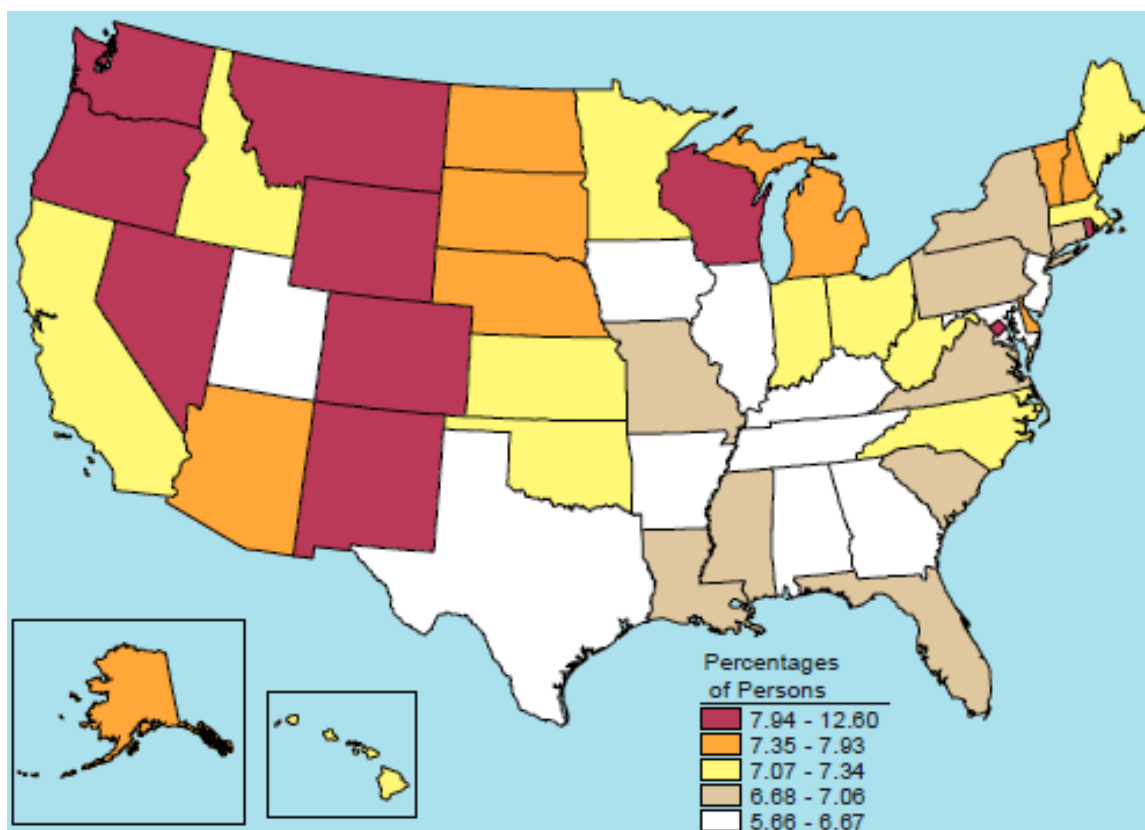 Percentages
of Persons
7.94 - 12.60
7.35 - 7.93
7.07 - 7.34
6.68 - 7.06
5.66 - 6.67